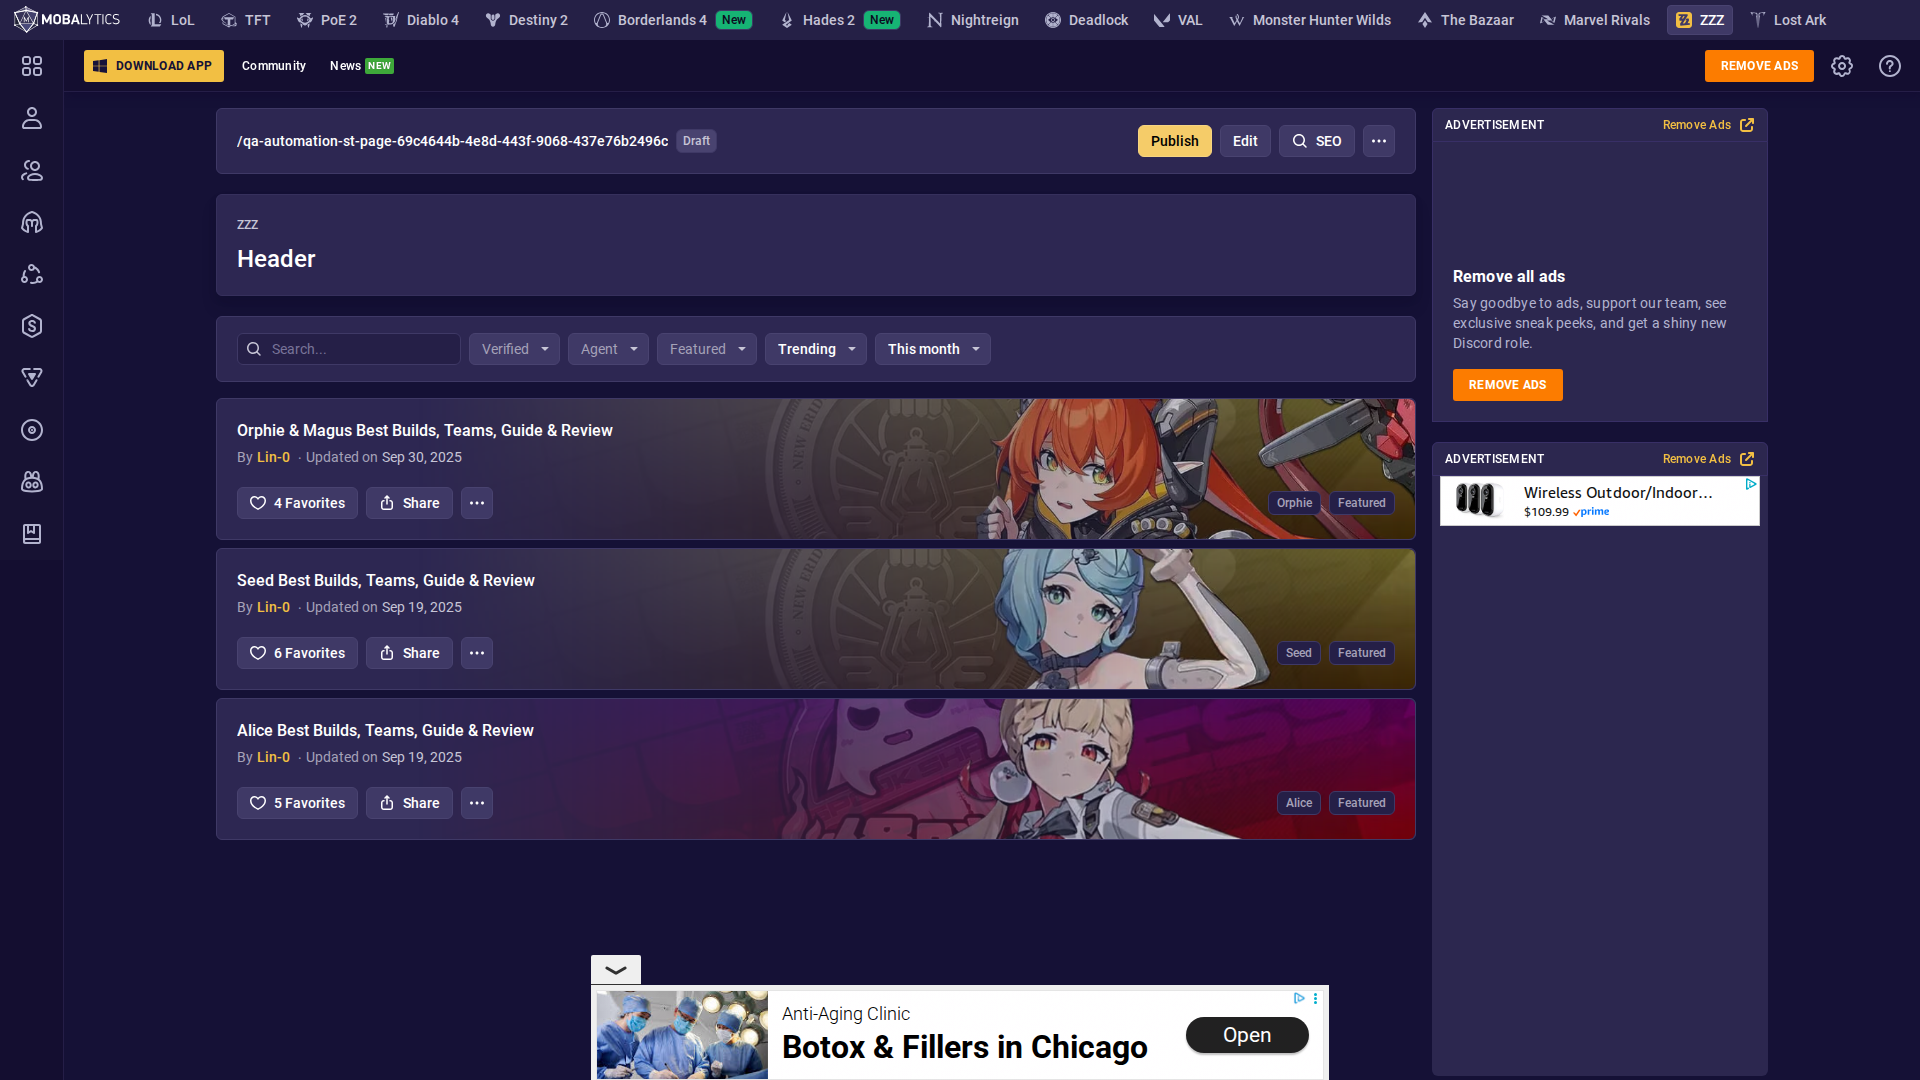 MOBALYTICS LoL TFT PoE 2 Diablo 4 Destiny 2 Borderlands 4 New Hades 2 New Nightreign Deadlock VAL Monster Hunter Wilds The Bazaar Marvel Rivals ZZZ Lost Ark
DOWNLOAD APP Community News NEW REMOVE ADS
/qa-automation-st-page-69c4644b-4e8d-443f-9068-437e76b2496c Draft Publish Edit SEO
ZZZ
Header
Search... Verified Agent Featured Trending This month
Orphie & Magus Best Builds, Teams, Guide & Review
By Lin-0 · Updated on Sep 30, 2025
4 Favorites Share
Orphie Featured
Seed Best Builds, Teams, Guide & Review
By Lin-0 · Updated on Sep 19, 2025
6 Favorites Share
Seed Featured
Alice Best Builds, Teams, Guide & Review
By Lin-0 · Updated on Sep 19, 2025
5 Favorites Share
Alice Featured
ADVERTISEMENT Remove Ads
Remove all ads
Say goodbye to ads, support our team, see
exclusive sneak peeks, and get a shiny new
Discord role.
REMOVE ADS
ADVERTISEMENT Remove Ads
Wireless Outdoor/Indoor...
$109.99 prime
Anti-Aging Clinic
Botox & Fillers in Chicago
Open